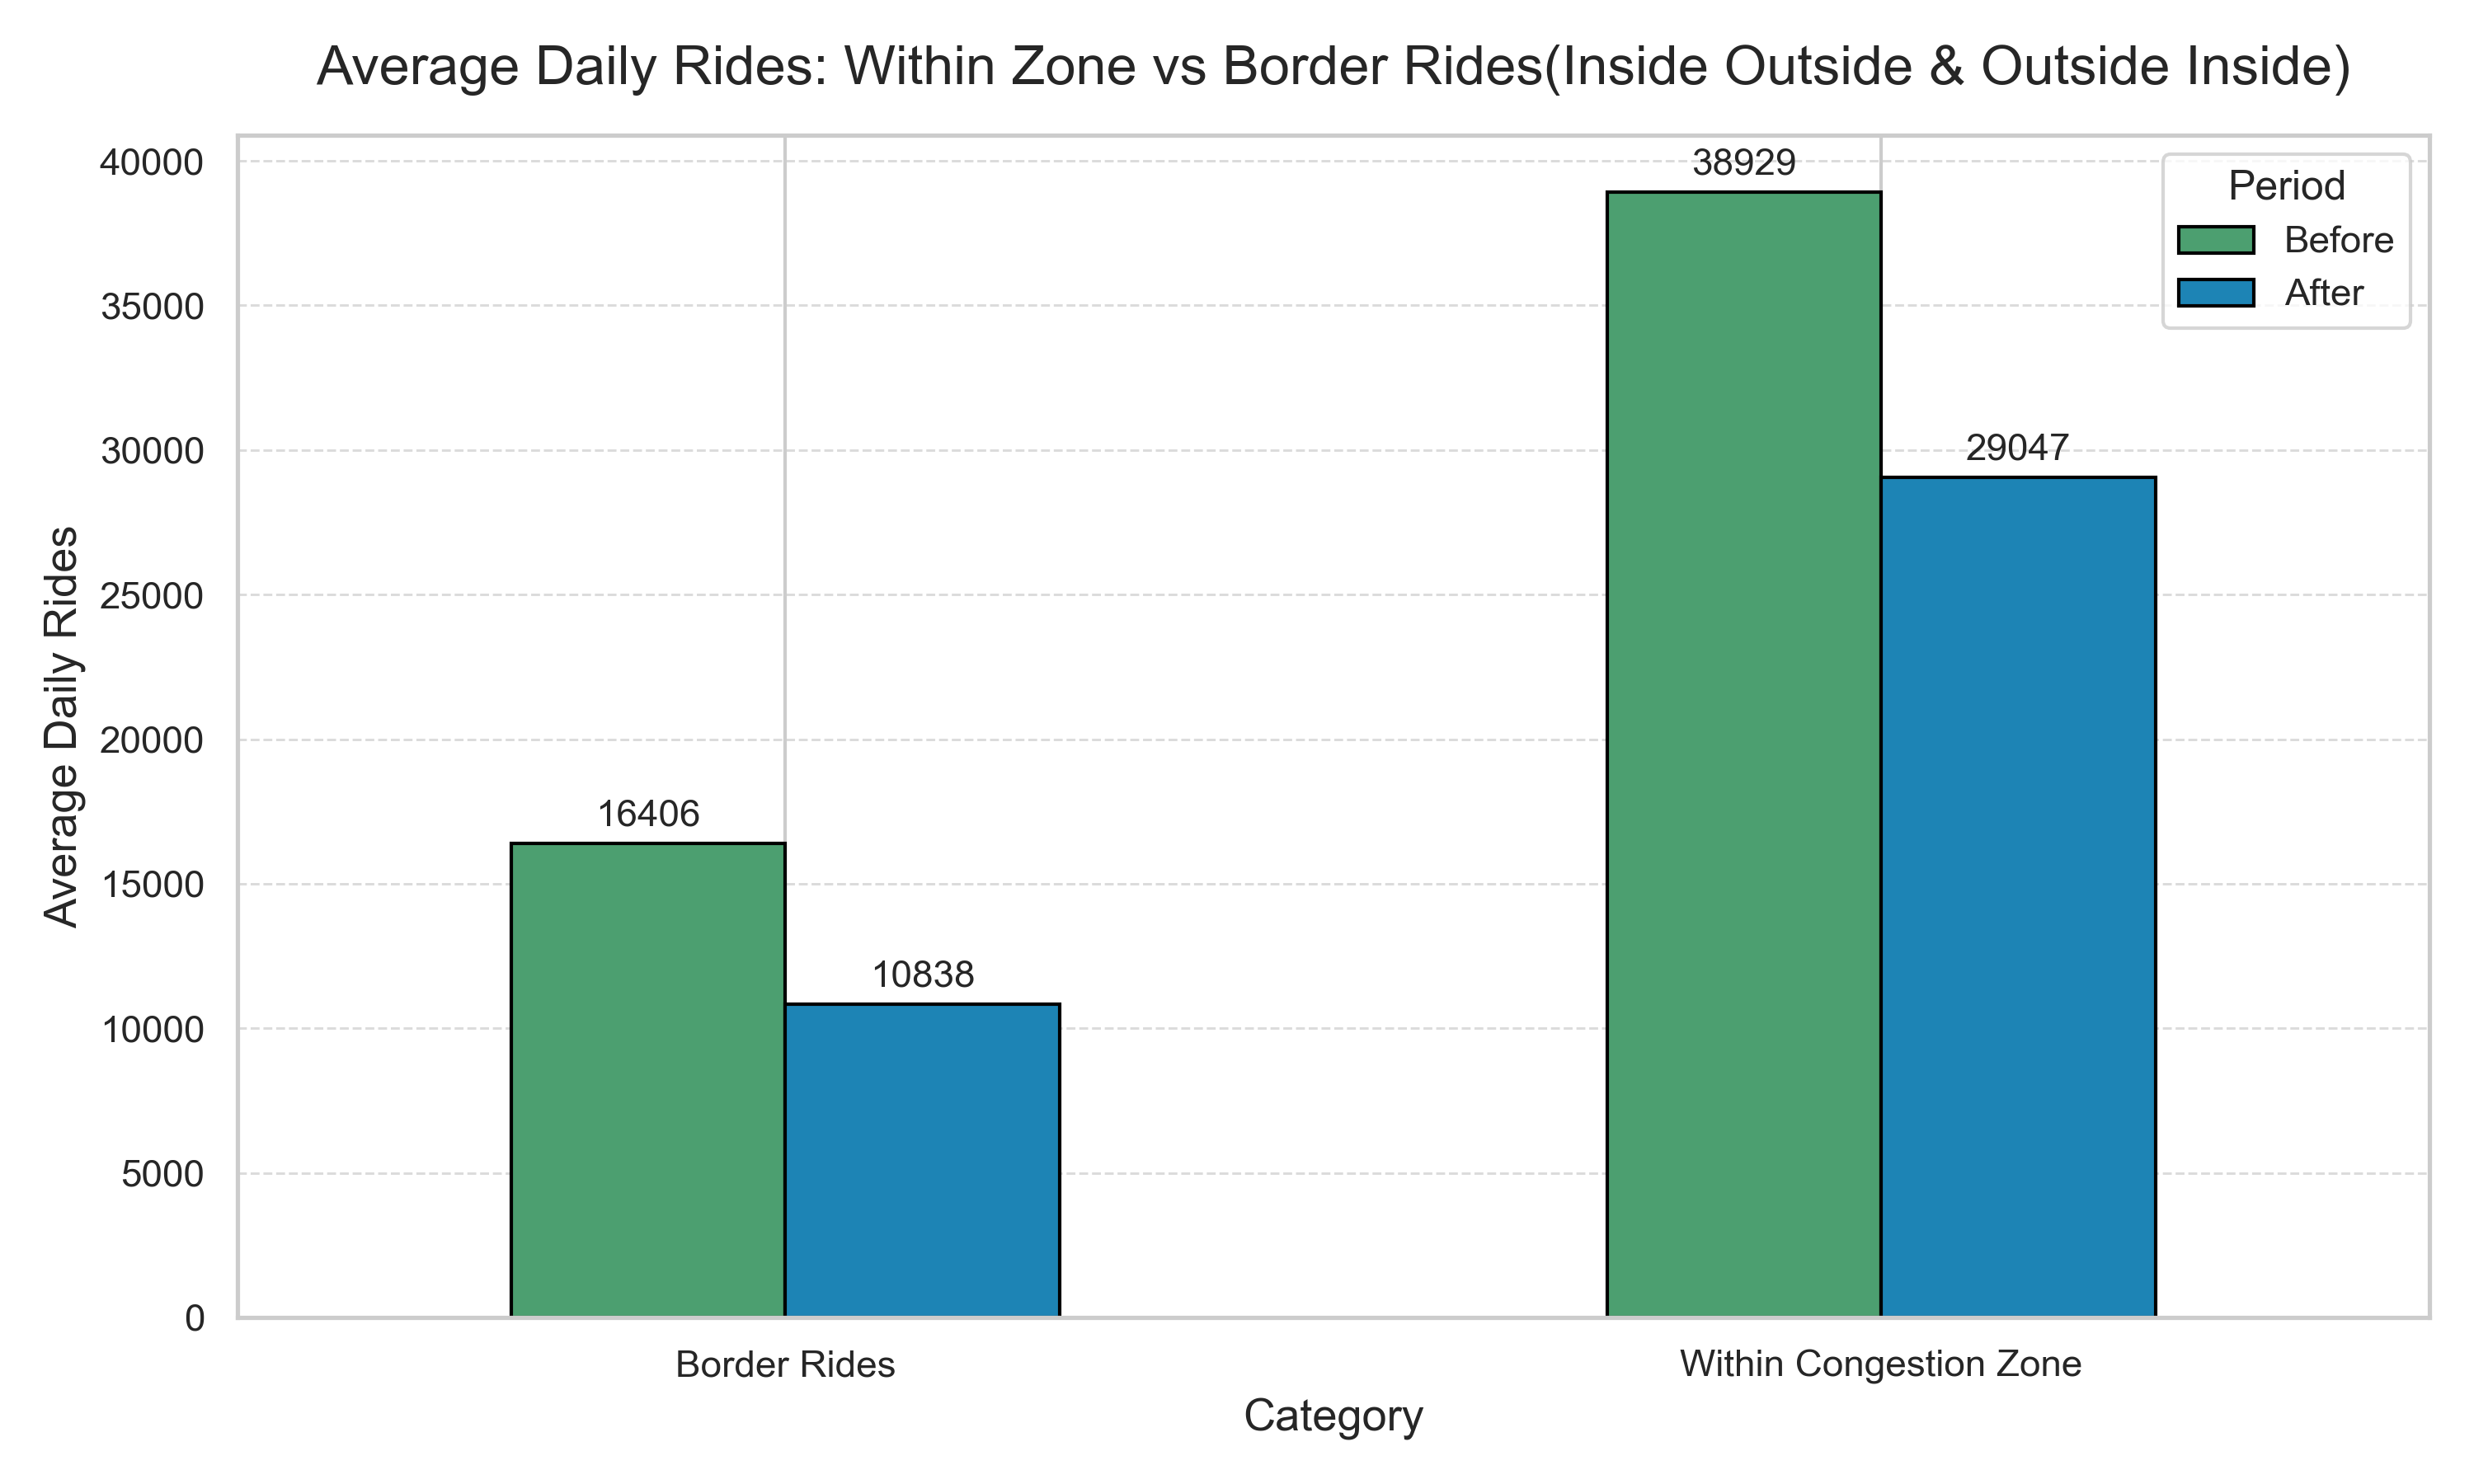 Average Daily Rides: Within Zone vs Border Rides(Inside Outside & Outside Inside)
40000
35000
30000
25000
20000
15000
10000
5000
0
Average Daily Rides
16406
10838
38929
29047
Period
Before
After
Border Rides
Within Congestion Zone
Category